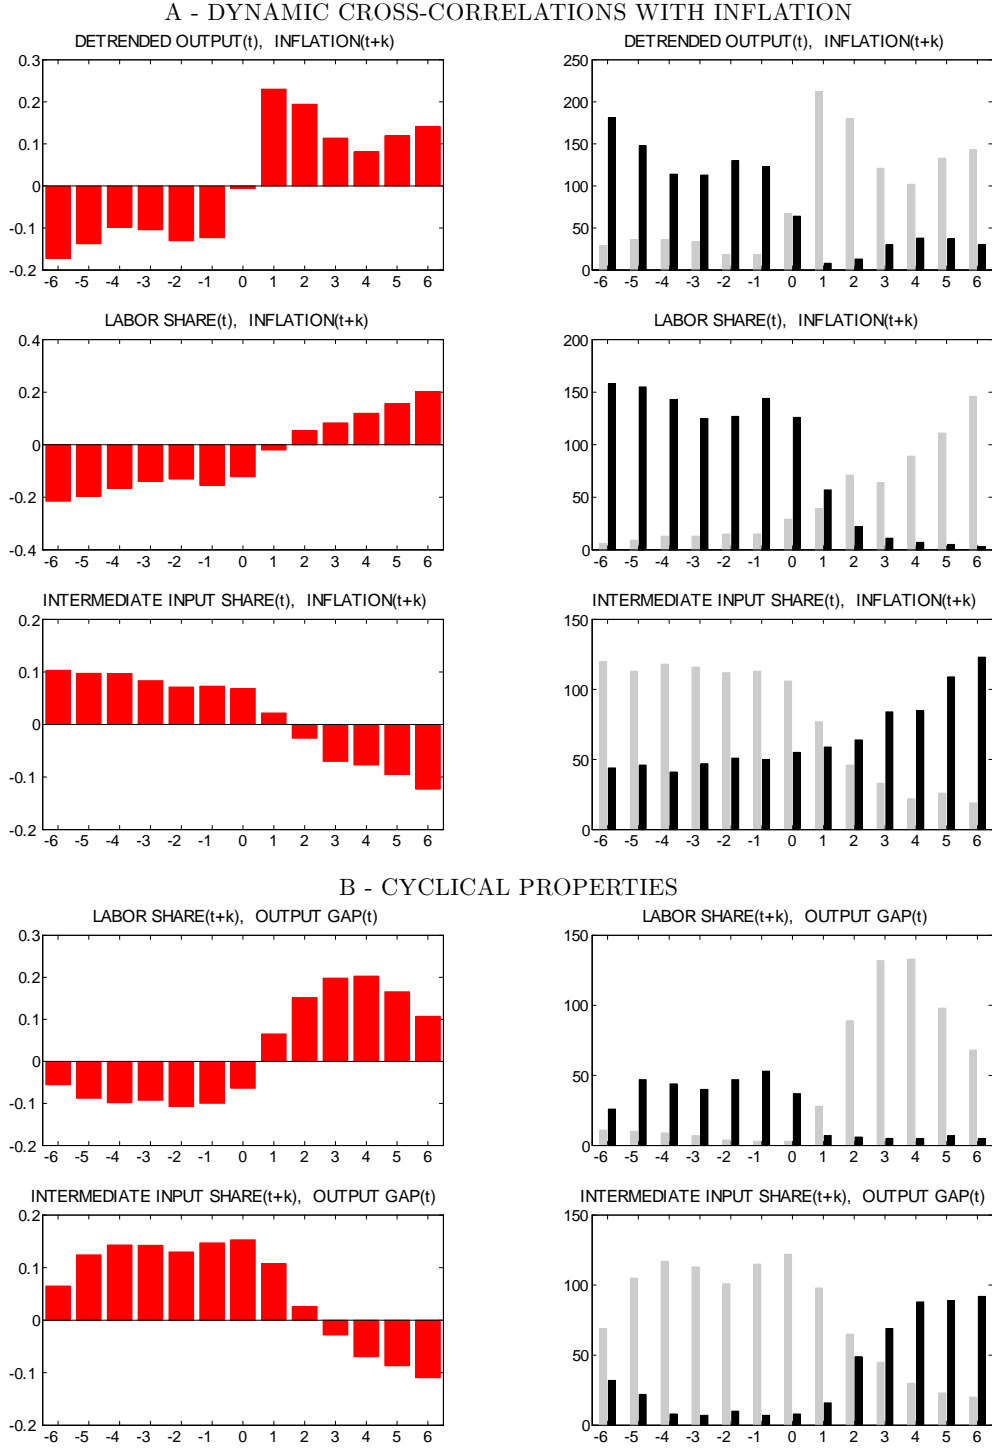 A - DYNAMIC CROSS-CORRELATIONS WITH INFLATION
DETRENDED OUTPUT(t), INFLATION(t+k)
0.3
0.2
0.1
0
-0.1
-0.2
-6 -5 -4 -3 -2 -1 0 1 2 3 4 5 6
DETRENDED OUTPUT(t), INFLATION(t+k)
250
200
150
100
50
0
-6 -5 -4 -3 -2 -1 0 1 2 3 4 5 6
LABOR SHARE(t), INFLATION(t+k)
0.4
0.2
0
-0.2
-0.4
-6 -5 -4 -3 -2 -1 0 1 2 3 4 5 6
LABOR SHARE(t), INFLATION(t+k)
200
150
100
50
0
-6 -5 -4 -3 -2 -1 0 1 2 3 4 5 6
INTERMEDIATE INPUT SHARE(t), INFLATION(t+k)
0.2
0.1
0
-0.1
-0.2
-6 -5 -4 -3 -2 -1 0 1 2 3 4 5 6
INTERMEDIATE INPUT SHARE(t), INFLATION(t+k)
150
100
50
0
-6 -5 -4 -3 -2 -1 0 1 2 3 4 5 6
B - CYCLICAL PROPERTIES
LABOR SHARE(t+k), OUTPUT GAP(t)
0.3
0.2
0.1
0
-0.1
-0.2
-6 -5 -4 -3 -2 -1 0 1 2 3 4 5 6
LABOR SHARE(t+k), OUTPUT GAP(t)
150
100
50
0
-6 -5 -4 -3 -2 -1 0 1 2 3 4 5 6
INTERMEDIATE INPUT SHARE(t+k), OUTPUT GAP(t)
0.2
0.1
0
-0.1
-0.2
-6 -5 -4 -3 -2 -1 0 1 2 3 4 5 6
INTERMEDIATE INPUT SHARE(t+k), OUTPUT GAP(t)
150
100
50
0
-6 -5 -4 -3 -2 -1 0 1 2 3 4 5 6